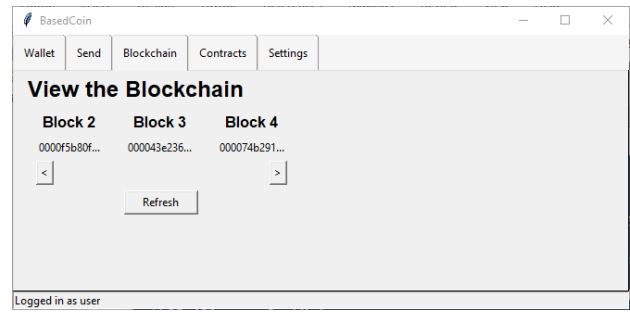 BasedCoin
Wallet Send Blockchain Contracts Settings
View the Blockchain
Block 2 Block 3 Block 4
0000f5b80f... 000043e236... 000074b291...
< >
Refresh
Logged in as user